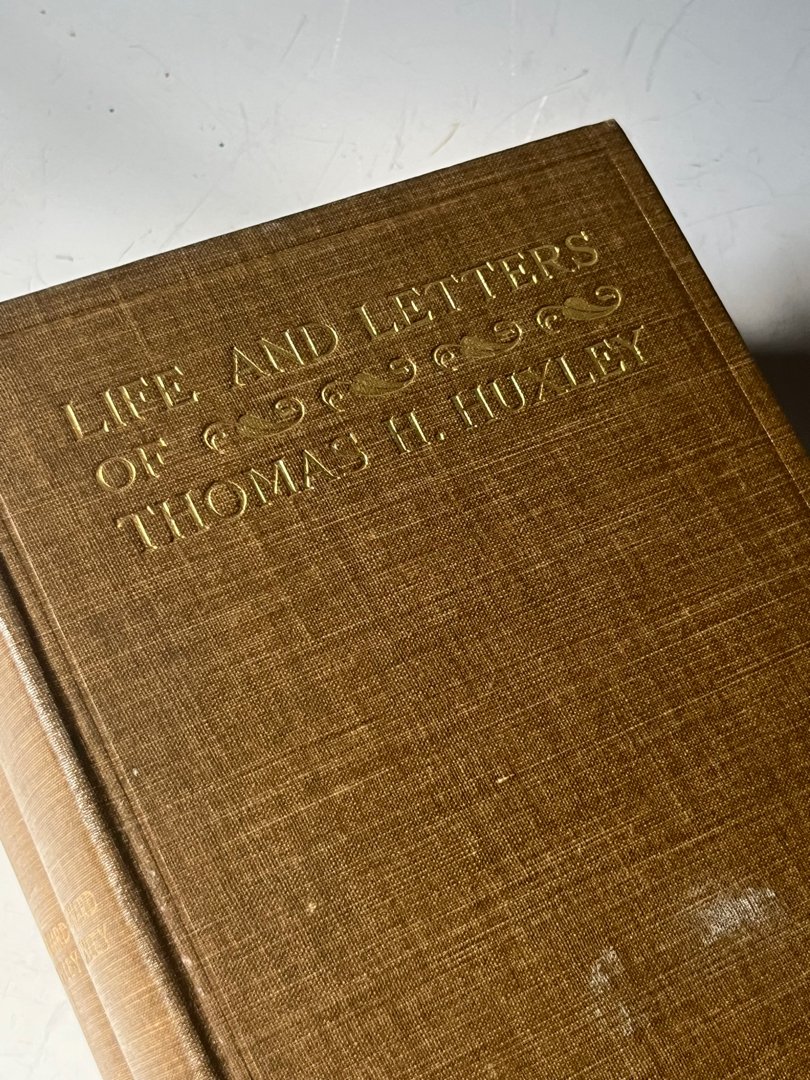 LIFE AND LETTERS
OF
THOMAS H. HUXLEY